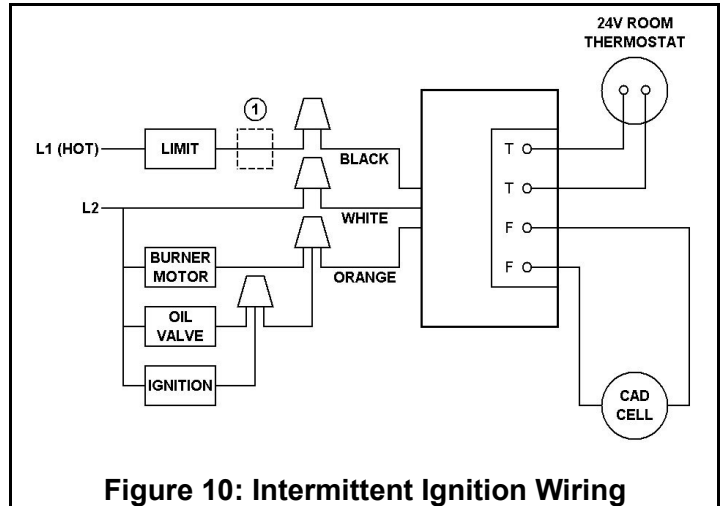 24V ROOM
THERMOSTAT
1
L1 (HOT)
LIMIT
BLACK
T
L2
WHITE
T
BURNER
MOTOR
ORANGE
F
F
OIL
VALVE
IGNITION
CAD
CELL
Figure 10: Intermittent Ignition Wiring